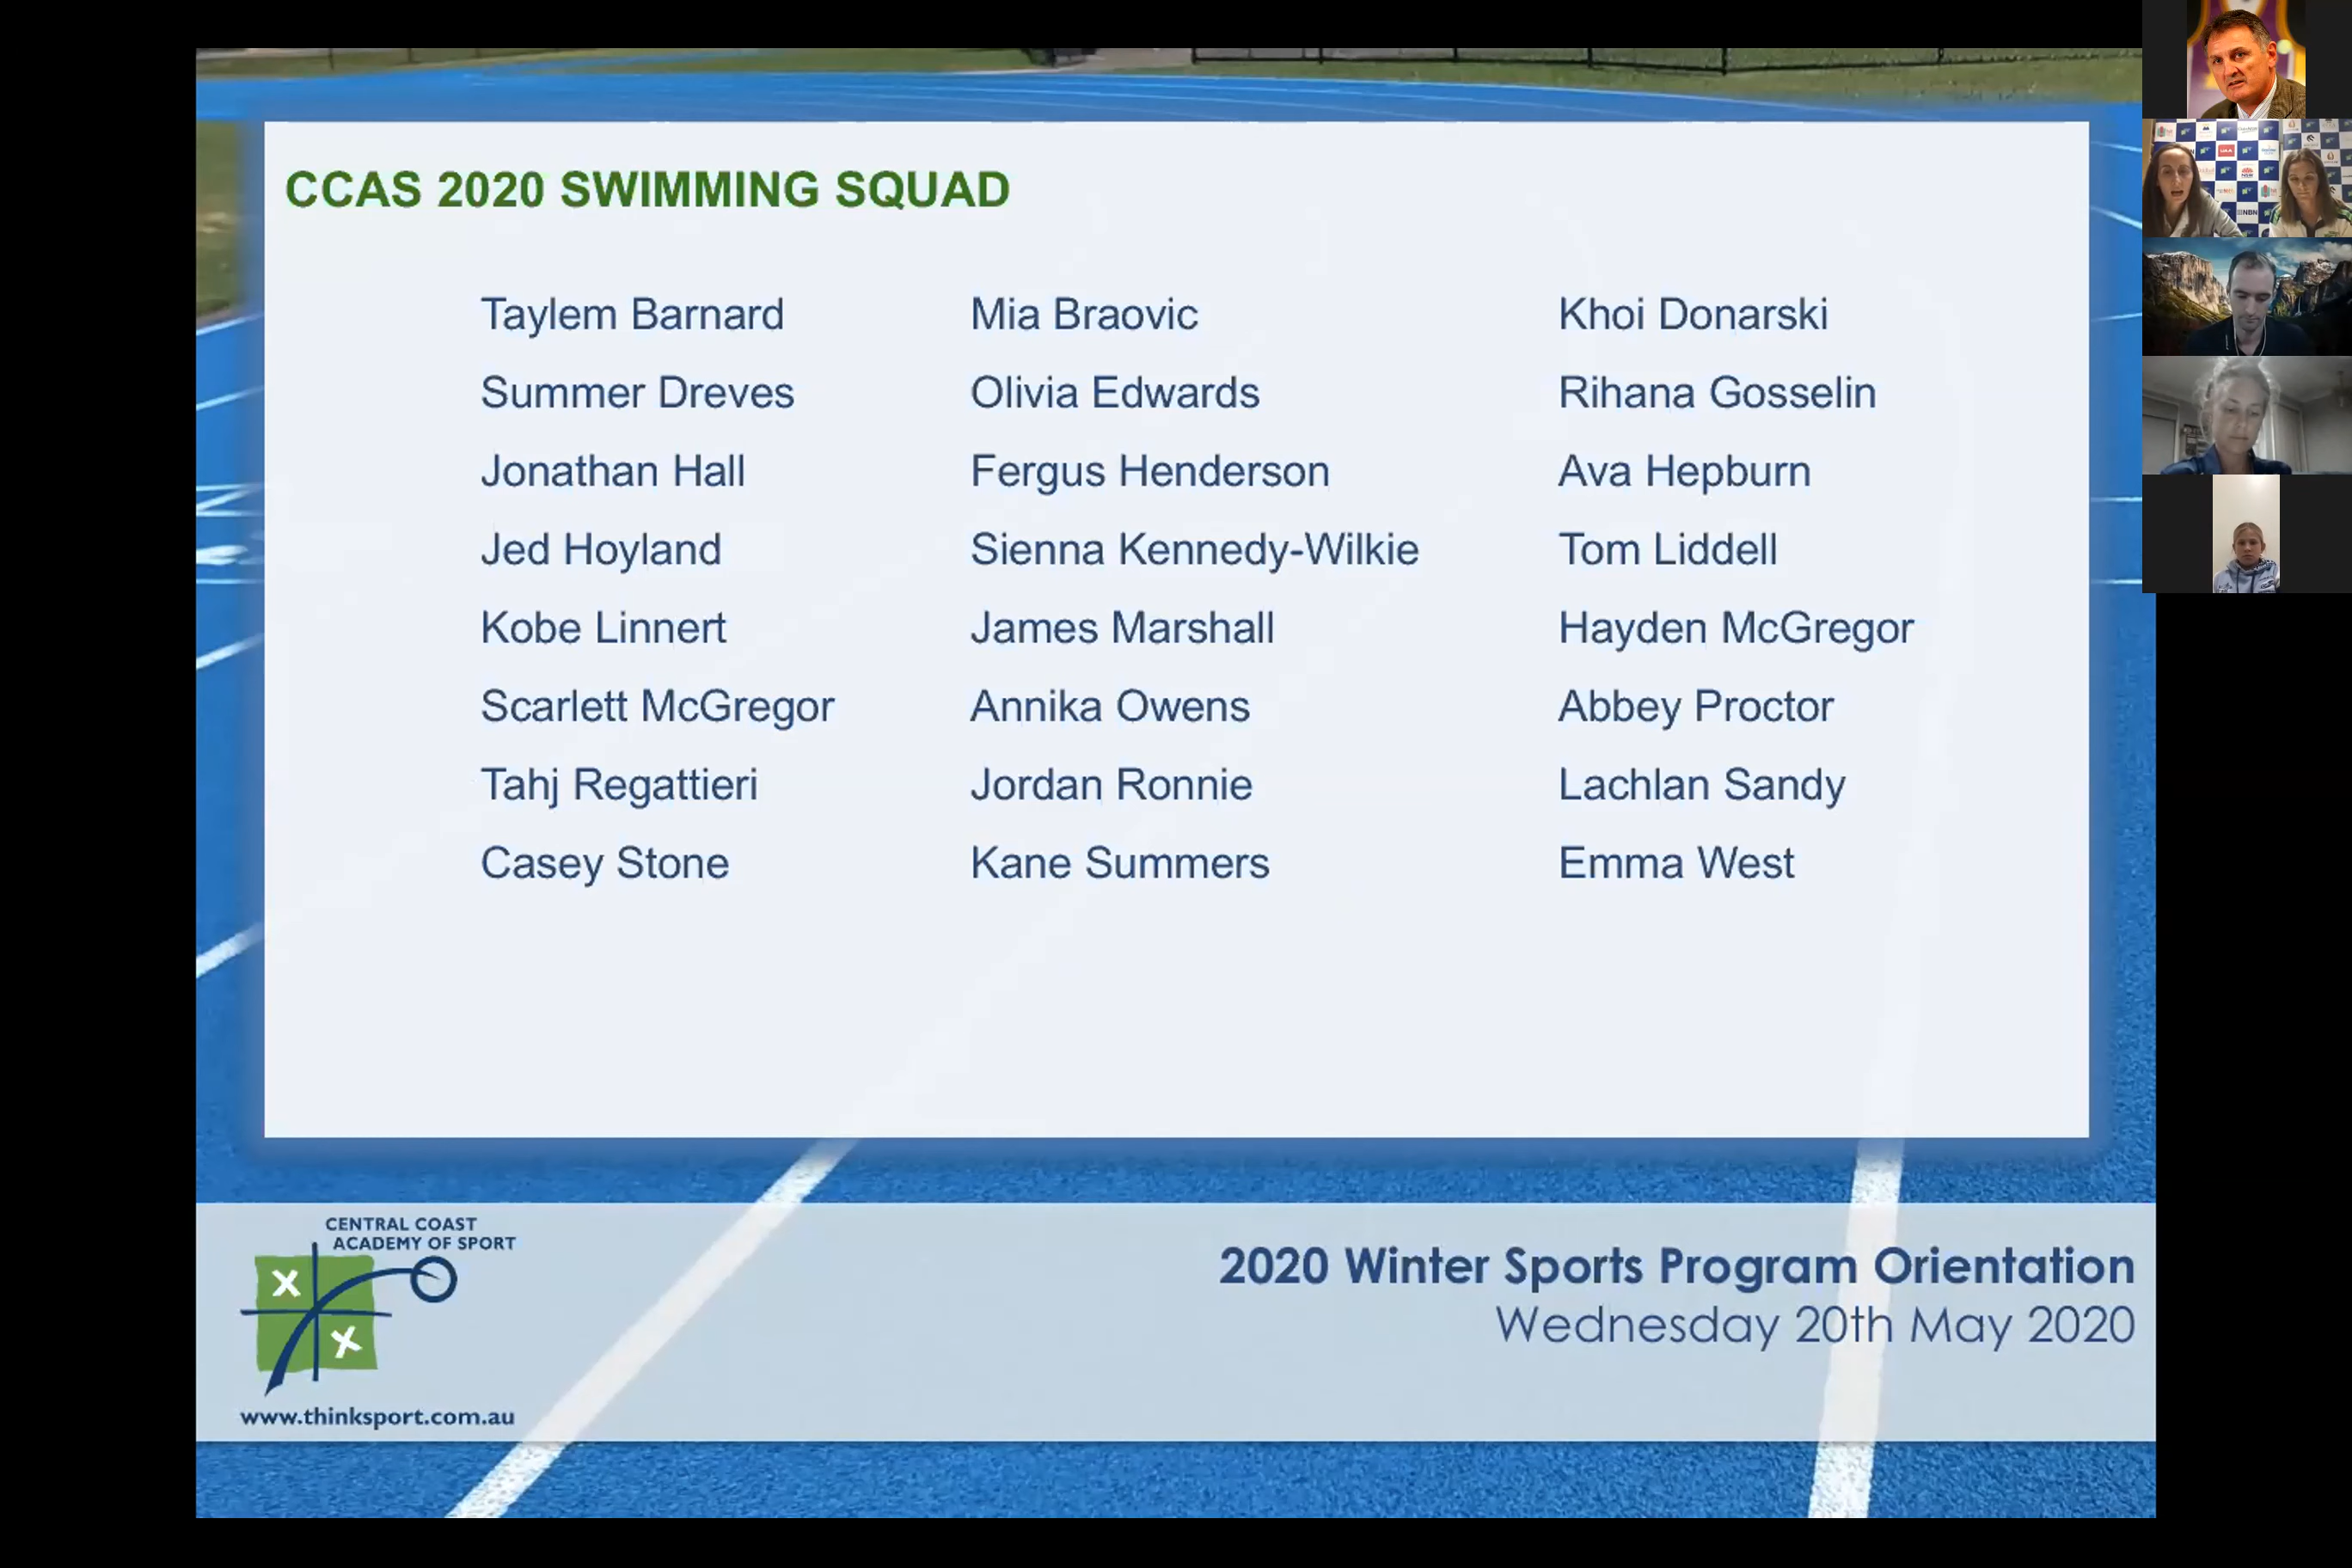 CCAS 2020 SWIMMING SQUAD
Taylem Barnard Mia Braovic Khoi Donarski
Summer Dreves Olivia Edwards Rihana Gosselin
Jonathan Hall Fergus Henderson Ava Hepburn
Jed Hoyland Sienna Kennedy-Wilkie Tom Liddell
Kobe Linnert James Marshall Hayden McGregor
Scarlett McGregor Annika Owens Abbey Proctor
Tahj Regattieri Jordan Ronnie Lachlan Sandy
Casey Stone Kane Summers Emma West
CENTRAL COAST
ACADEMY OF SPORT
www.thinksport.com.au
2020 Winter Sports Program Orientation
Wednesday 20th May 2020
NBN